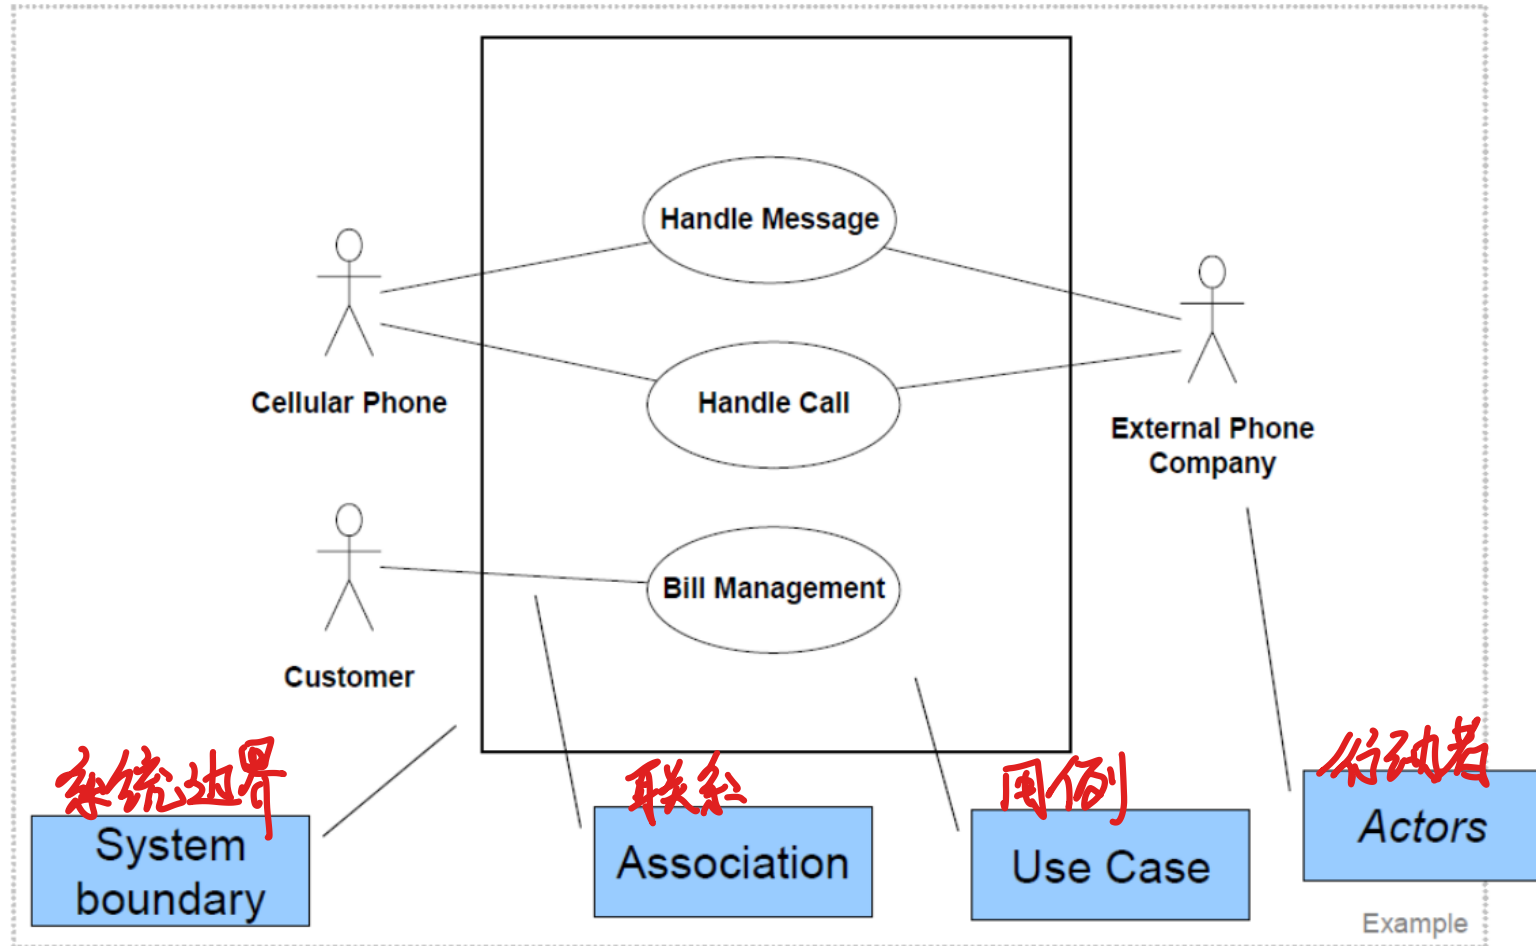 Handle Message
Cellular Phone
Handle Call
External Phone
Company
Bill Management
Customer
系统边界
System
boundary
联系
Association
用例
Use Case
行动者
Actors
Example